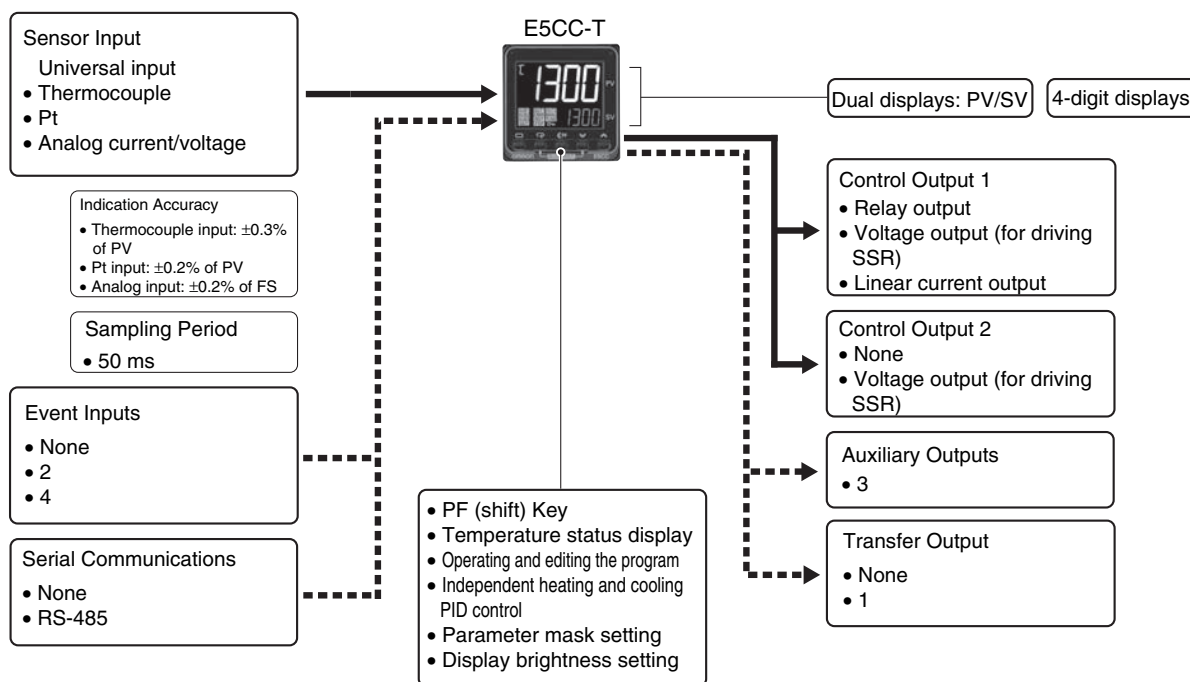 E5CC-T
Sensor Input
Universal input
• Thermocouple
• Pt
• Analog current/voltage
Indication Accuracy
• Thermocouple input: ±0.3%
of PV
• Pt input: ±0.2% of PV
• Analog input: ±0.2% of FS
Sampling Period
• 50 ms
Event Inputs
• None
• 2
• 4
Serial Communications
• None
• RS-485
1300
PV
1300
SV
OMRON
E5CC
• PF (shift) Key
• Temperature status display
• Operating and editing the program
• Independent heating and cooling
PID control
• Parameter mask setting
• Display brightness setting
Dual displays: PV/SV
4-digit displays
Control Output 1
• Relay output
• Voltage output (for driving
SSR)
• Linear current output
Control Output 2
• None
• Voltage output (for driving
SSR)
Auxiliary Outputs
• 3
Transfer Output
• None
• 1